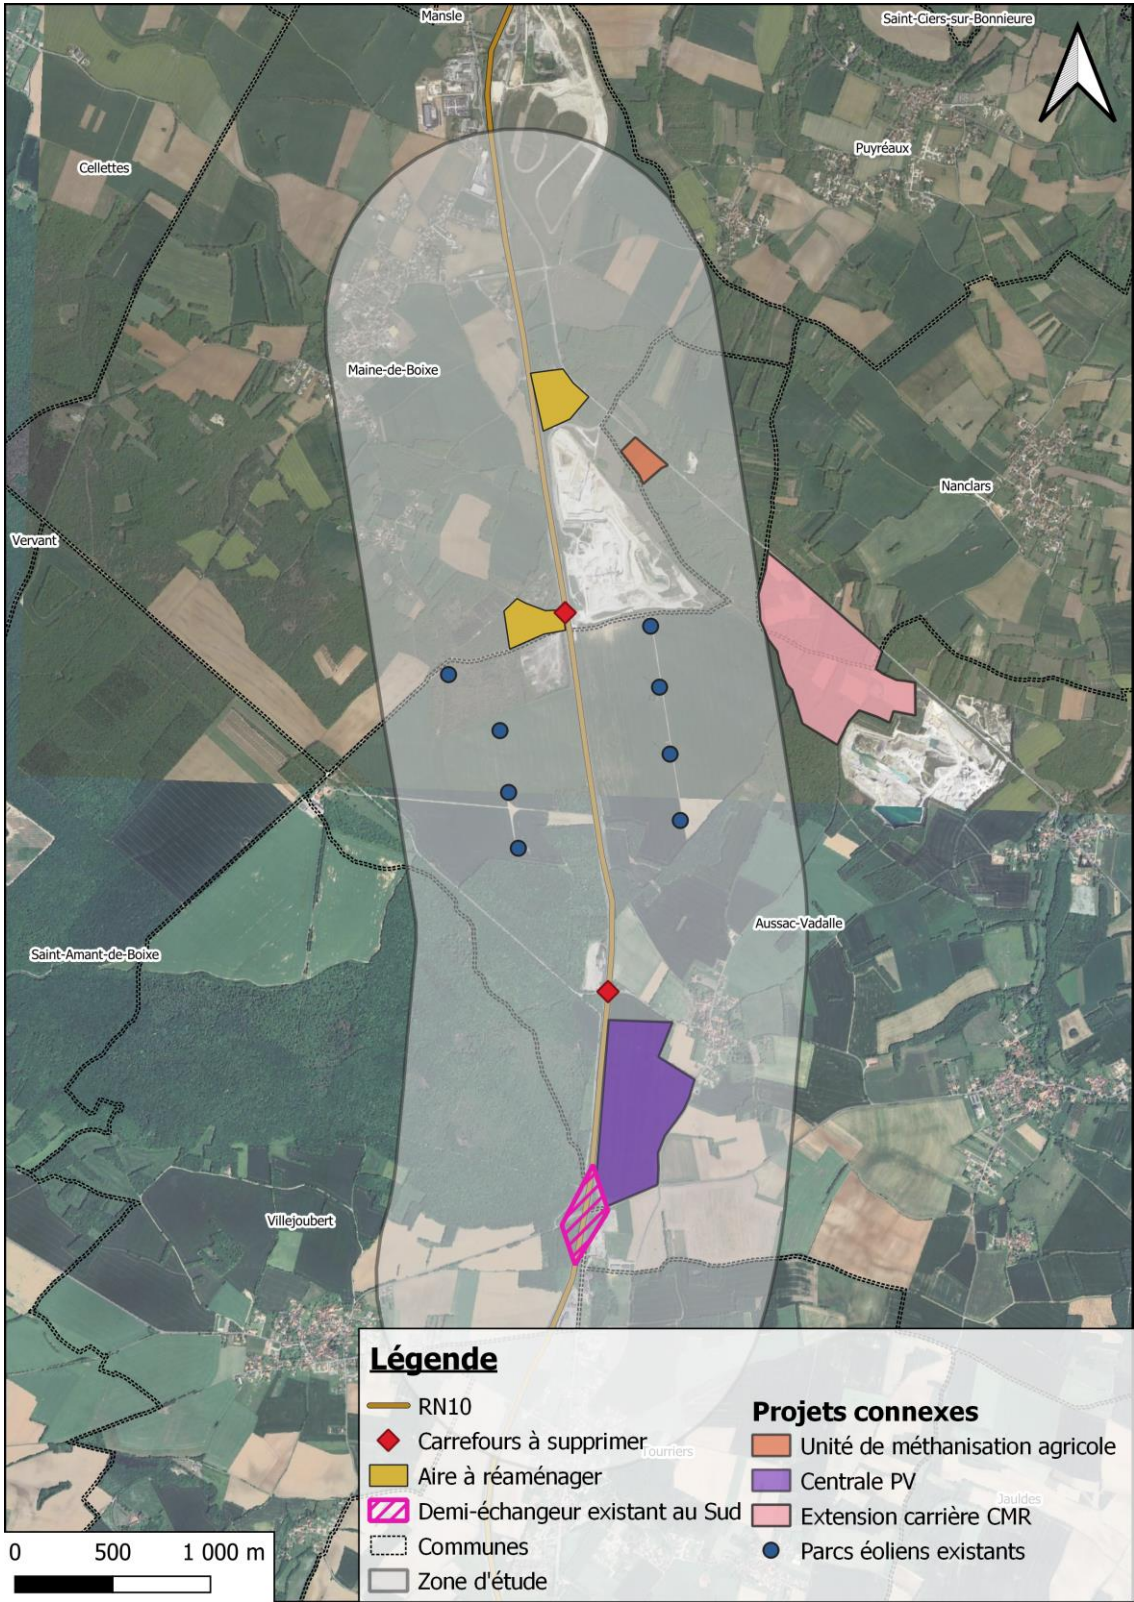 Mansle
Saint-Ciers-sur-Bonnieure
Puyréaux
Cellettes
Maine-de-Boixe
Nanclars
Vervant
Aussac-Vadalle
Saint-Amant-de-Boixe
Villejoubert
Légende
RN10
Carrefours à supprimer
Aire à réaménager
Demi-échangeur existant au Sud
Communes
Zone d'étude
Projets connexes
Unité de méthanisation agricole
Centrale PV
Extension carrière CMR
Parcs éoliens existants
Tourriers
Jauldes
0 500 1 000 m